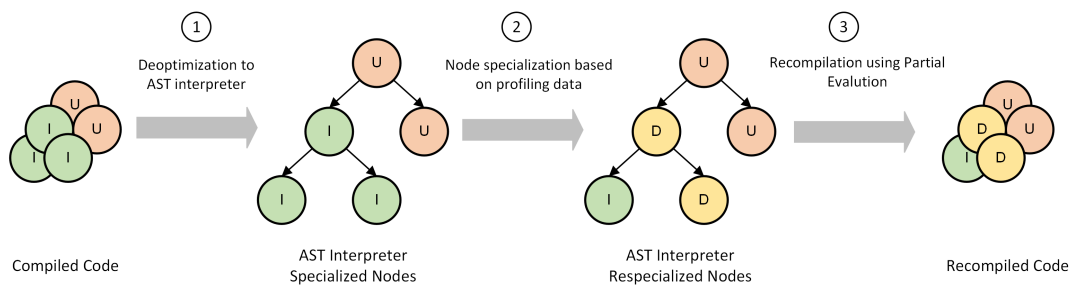 1
2
3
Deoptimization to
AST interpreter
Node specialization based
on profiling data
Recompilation using Partial
Evalution
U
I
U
I
I
U
I
U
I
I
U
D
U
I
D
U
D
U
I
D
Compiled Code
AST Interpreter
Specialized Nodes
AST Interpreter
Respecialized Nodes
Recompiled Code